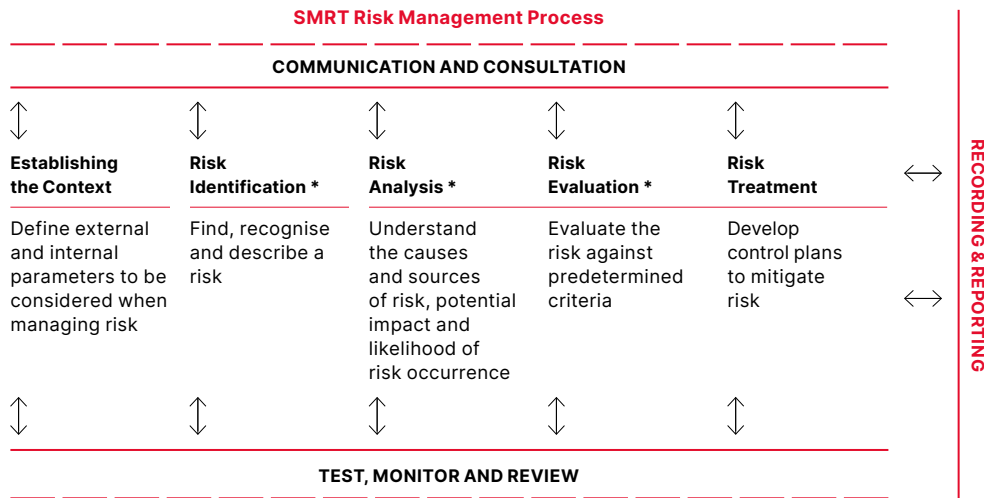 SMRT Risk Management Process
COMMUNICATION AND CONSULTATION
Establishing
the Context
Define external
and internal
parameters to be
considered when
managing risk
Risk
Identification *
Find, recognise
and describe a
risk
Risk
Analysis *
Understand
the causes
and sources
of risk, potential
impact and
likelihood of
risk occurrence
Risk
Evaluation *
Evaluate the
risk against
predetermined
criteria
Risk
Treatment
Develop
control plans
to mitigate
risk
RECORDING & REPORTING
TEST, MONITOR AND REVIEW